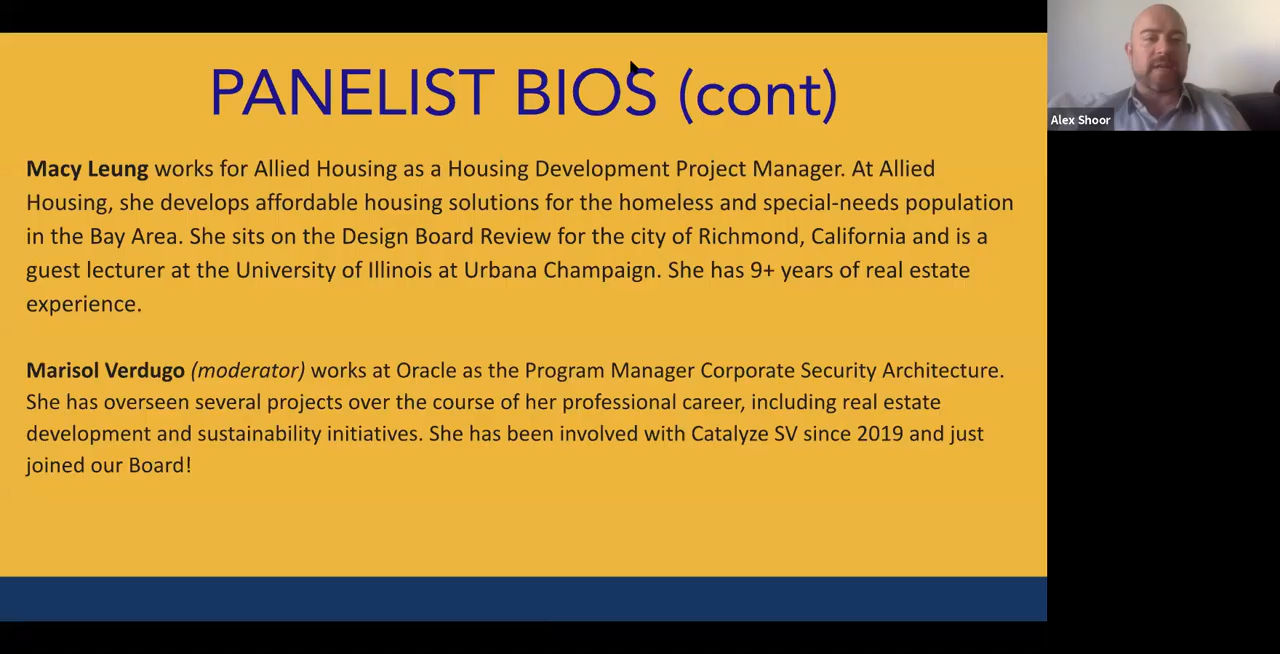 PANELIST BIOS (cont)
Macy Leung works for Allied Housing as a Housing Development Project Manager. At Allied
Housing, she develops affordable housing solutions for the homeless and special-needs population
in the Bay Area. She sits on the Design Board Review for the city of Richmond, California and is a
guest lecturer at the University of Illinois at Urbana Champaign. She has 9+ years of real estate
experience.
Marisol Verdugo (moderator) works at Oracle as the Program Manager Corporate Security Architecture.
She has overseen several projects over the course of her professional career, including real estate
development and sustainability initiatives. She has been involved with Catalyze SV since 2019 and just
joined our Board!
Alex Shoor